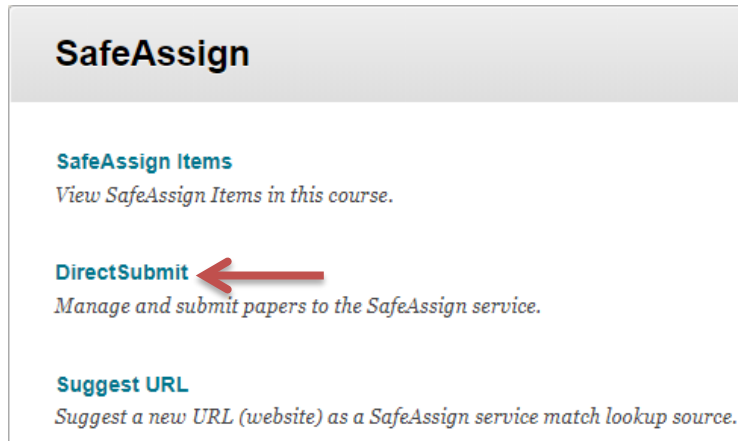 SafeAssign
SafeAssign Items
View SafeAssign Items in this course.
DirectSubmit
Manage and submit papers to the SafeAssign service.
Suggest URL
Suggest a new URL (website) as a SafeAssign service match lookup source.